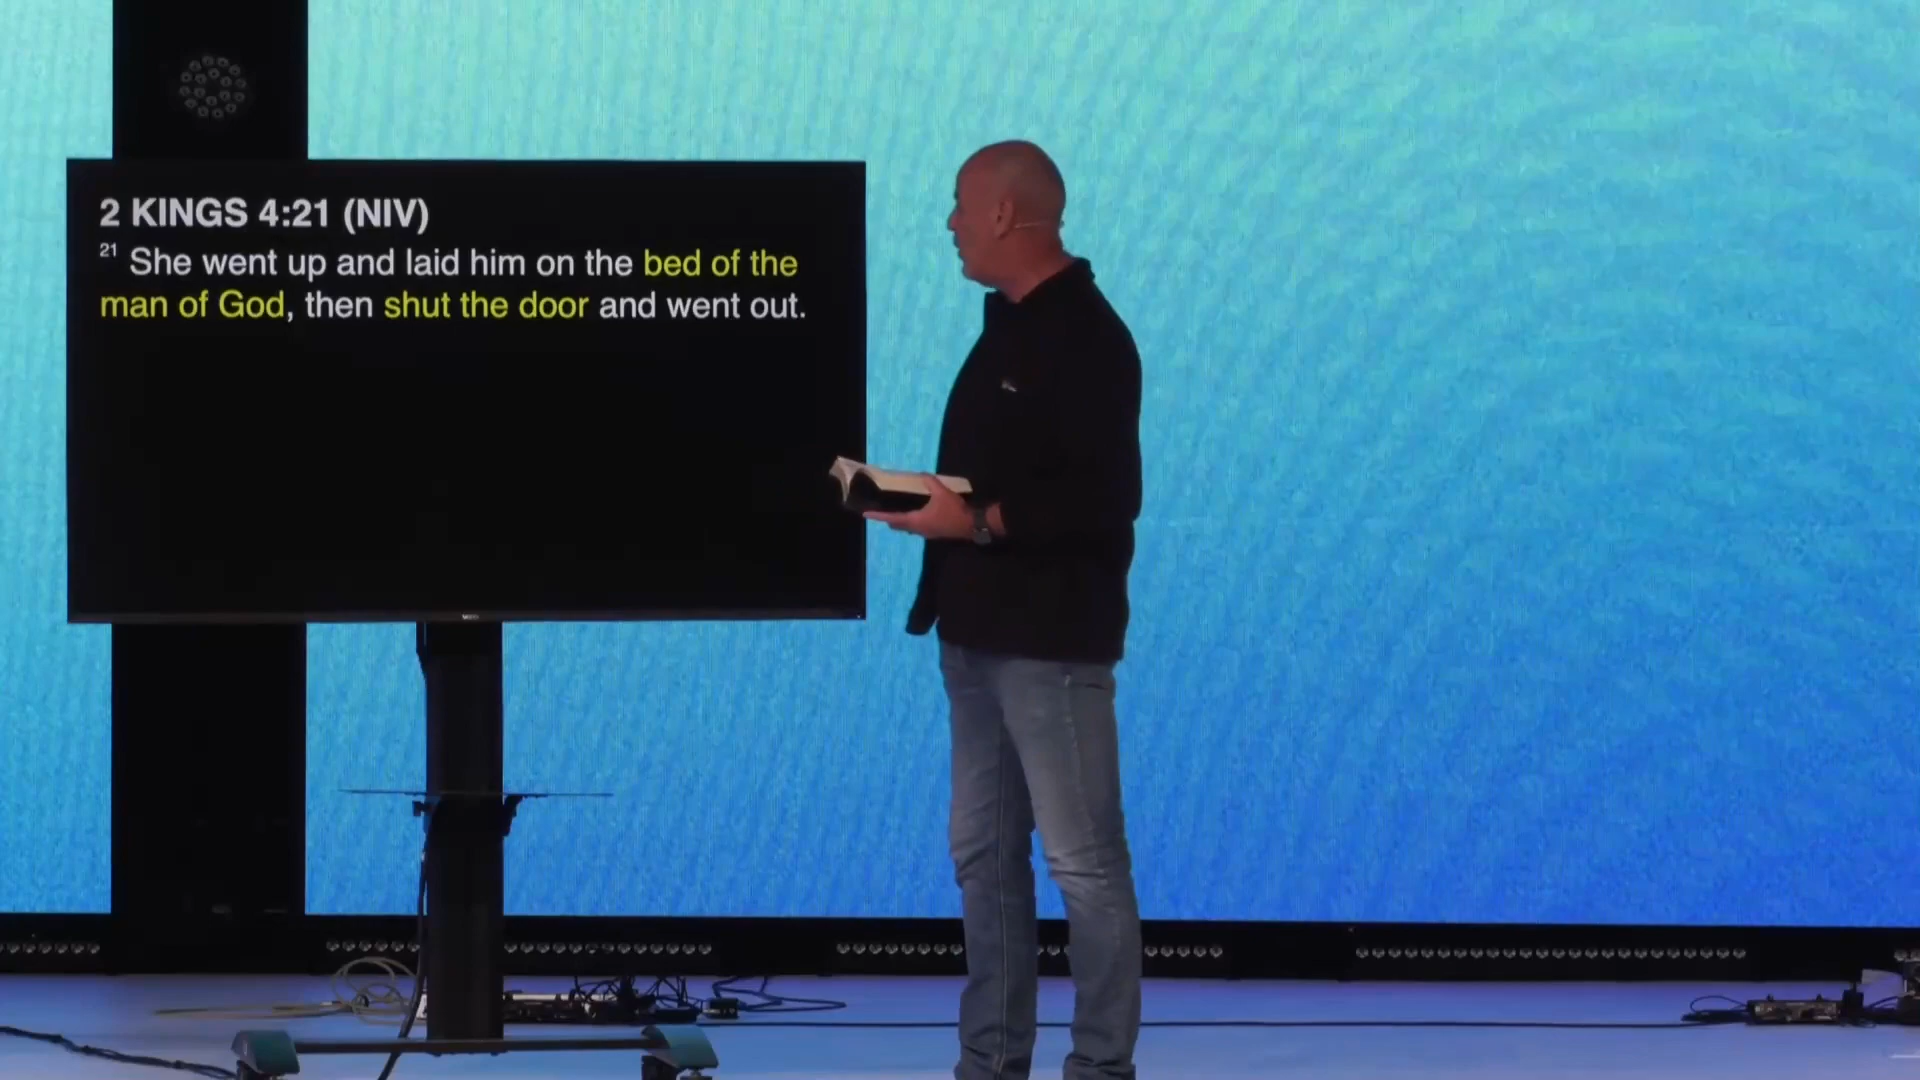 2 KINGS 4:21 (NIV)
21 She went up and laid him on the bed of the
man of God, then shut the door and went out.